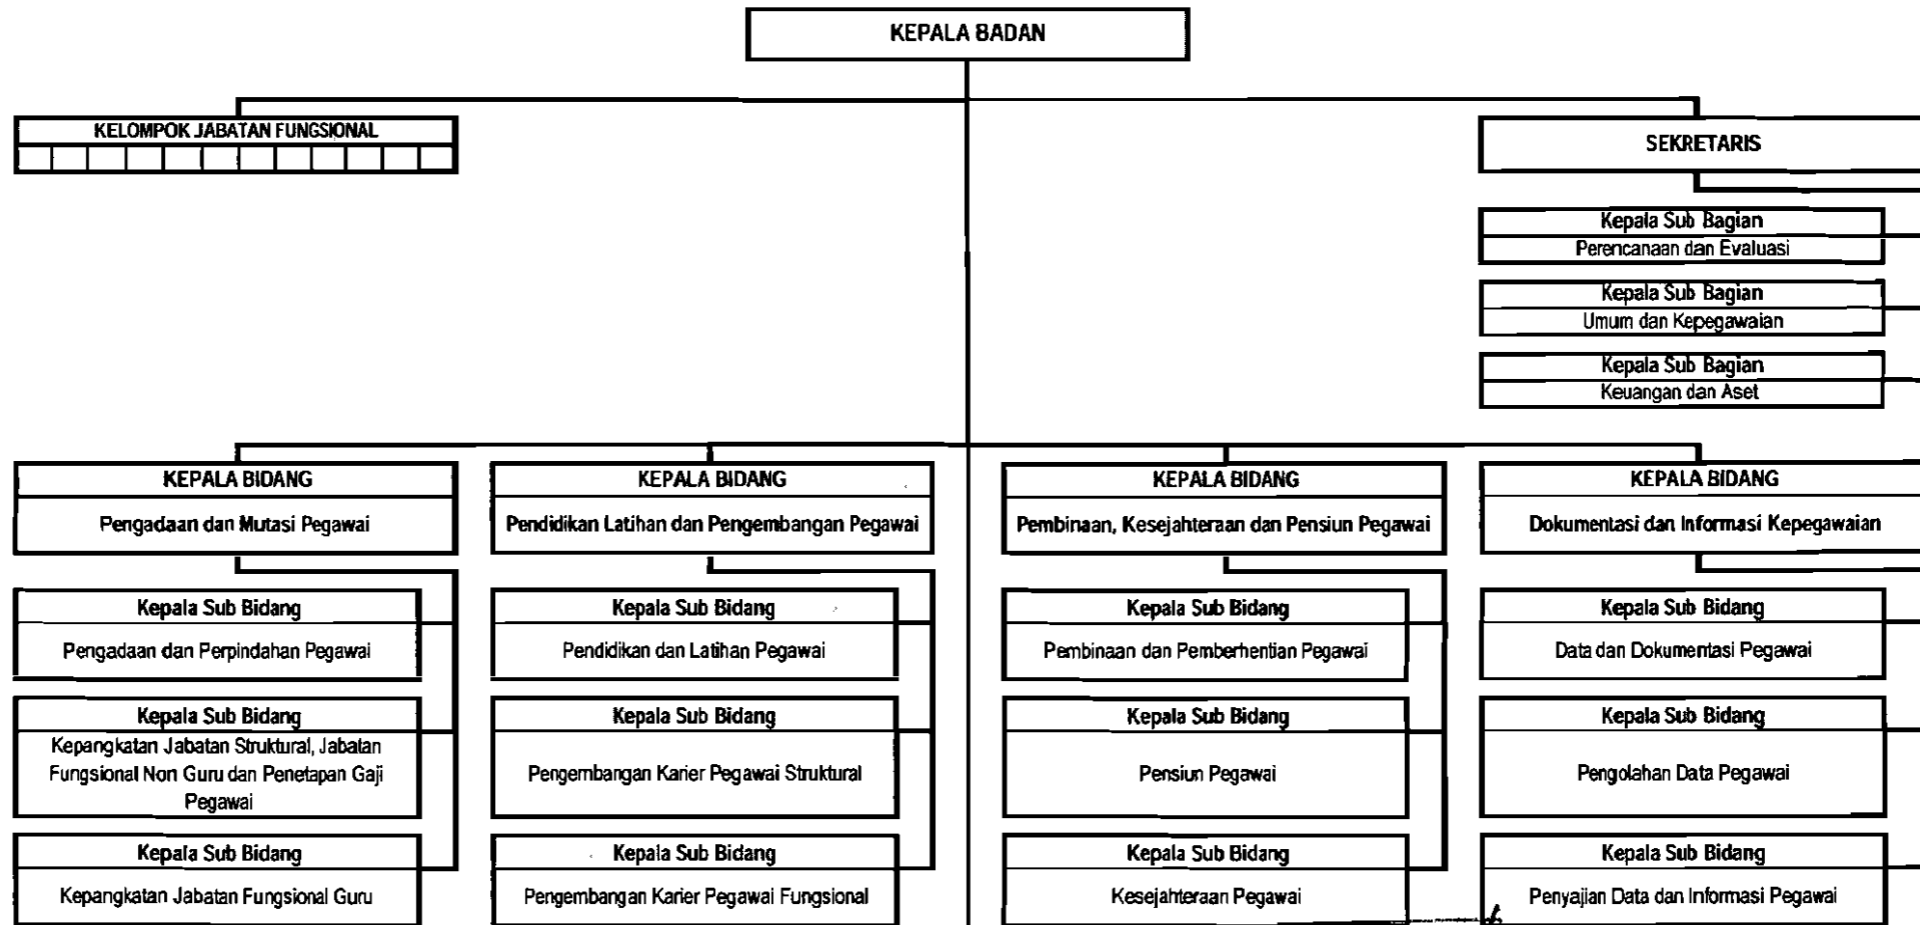 KEPALA BADAN
KELOMPOK JABATAN FUNGSIONAL
SEKRETARIS
Kepala Sub Bagian
Perencanaan dan Evaluasi
Kepala Sub Bagian
Umum dan Kepegawaian
Kepala Sub Bagian
Keuangan dan Aset
KEPALA BIDANG
Pengadaan dan Mutasi Pegawai
KEPALA BIDANG
Pendidikan Latihan dan Pengembangan Pegawai
KEPALA BIDANG
Pembinaan, Kesejahteraan dan Pensiun Pegawai
KEPALA BIDANG
Dokumentasi dan Informasi Kepegawaian
Kepala Sub Bidang
Pengadaan dan Perpindahan Pegawai
Kepala Sub Bidang
Pendidikan dan Latihan Pegawai
Kepala Sub Bidang
Pembinaan dan Pemberhentian Pegawai
Kepala Sub Bidang
Data dan Dokumentasi Pegawai
Kepala Sub Bidang
Kepangkatan Jabatan Struktural, Jabatan
Fungsional Non Guru dan Penetapan Gaji
Pegawai
Kepala Sub Bidang
Pengembangan Karier Pegawai Struktural
Kepala Sub Bidang
Pensiun Pegawai
Kepala Sub Bidang
Pengolahan Data Pegawai
Kepala Sub Bidang
Kepangkatan Jabatan Fungsional Guru
Kepala Sub Bidang
Pengembangan Karier Pegawai Fungsional
Kepala Sub Bidang
Kesejahteraan Pegawai
Kepala Sub Bidang
Penyajian Data dan Informasi Pegawai